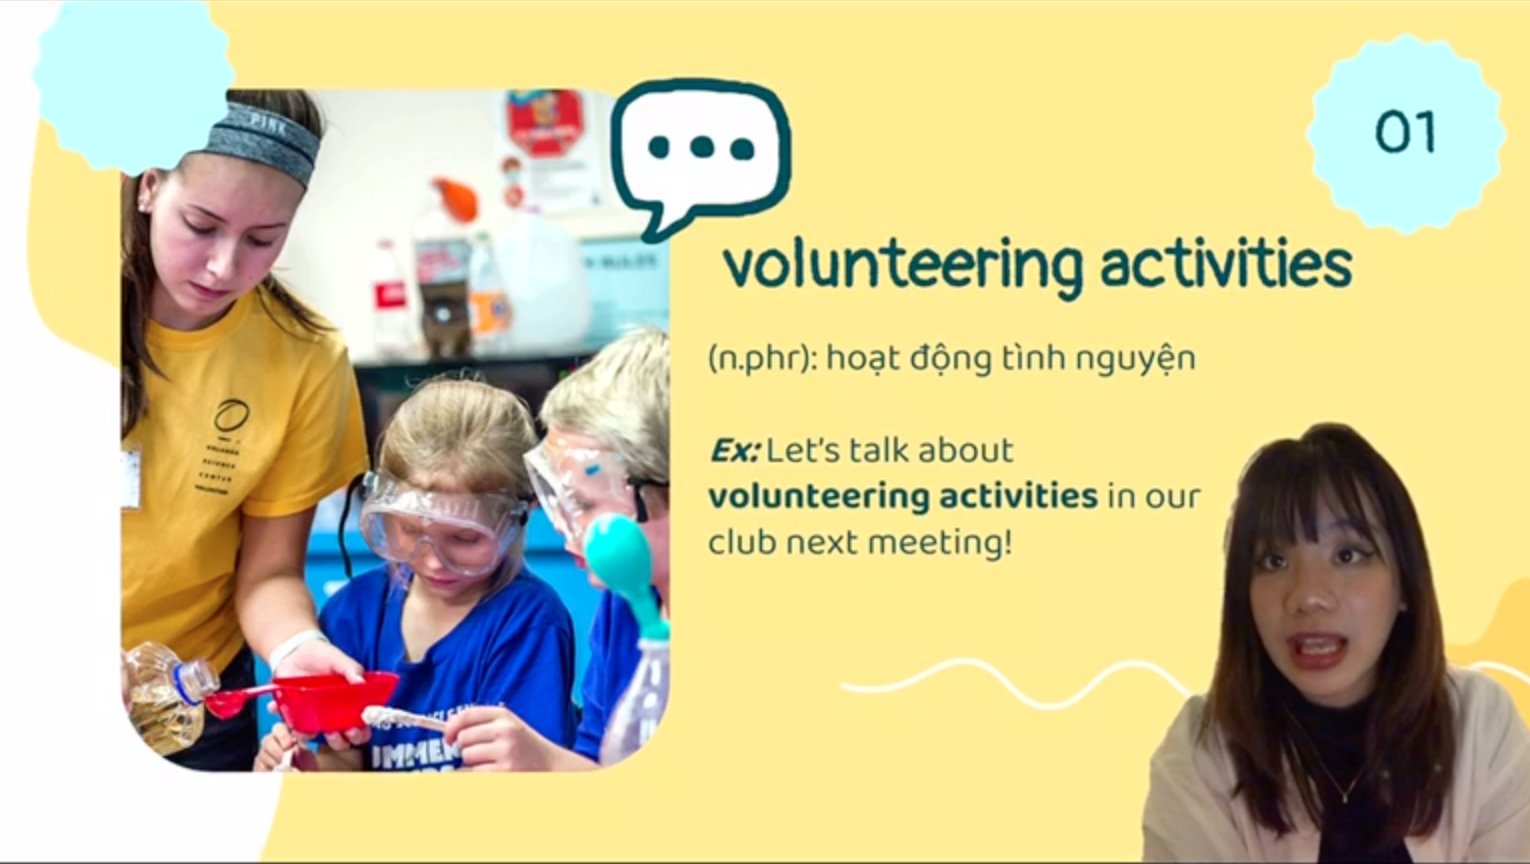 01
volunteering activities
(n.phr): hoạt động tình nguyện
Ex: Let's talk about
volunteering activities in our
club next meeting!
PINK
SCIENCE